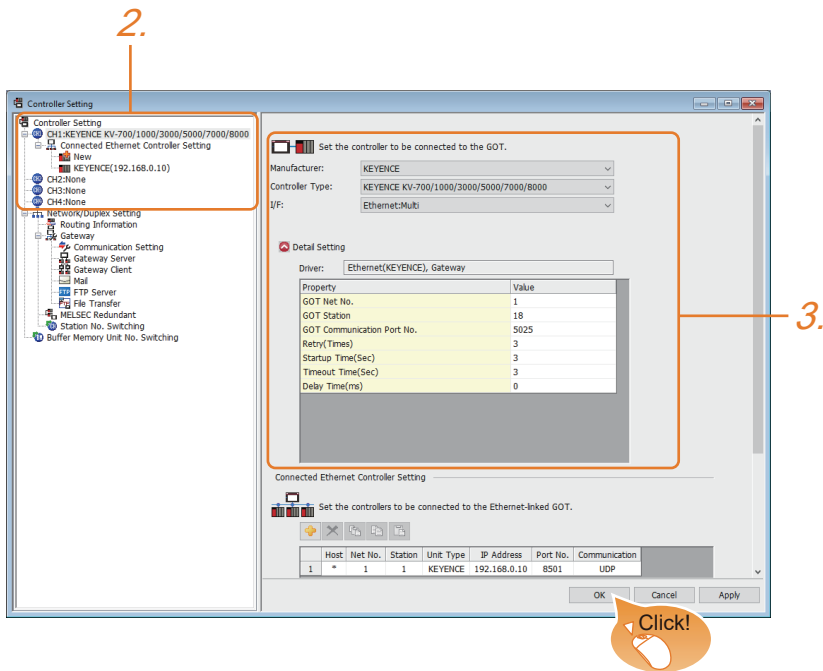 2.
Controller Setting
Controller Setting
CH1:KEYENCE KV-700/1000/3000/5000/7000/8000
Connected Ethernet Controller Setting
New
KEYENCE(192.168.0.10)
CH2:None
CH3:None
CH4:None
Network/Duplex Setting
Routing Information
Gateway
Communication Setting
Gateway Server
Gateway Client
Mail
FTP Server
File Transfer
MELSEC Redundant
Station No. Switching
Buffer Memory Unit No. Switching
Set the controller to be connected to the GOT.
Manufacturer: KEYENCE
Controller Type: KEYENCE KV-700/1000/3000/5000/7000/8000
I/F: Ethernet:Multi
Detail Setting
Driver: Ethernet(KEYENCE), Gateway
Property Value
GOT Net No. 1
GOT Station 18
GOT Communication Port No. 5025
Retry(Times) 3
Startup Time(Sec) 3
Timeout Time(Sec) 3
Delay Time(ms) 0
3.
Connected Ethernet Controller Setting
Set the controllers to be connected to the Ethernet-linked GOT.
Host Net No. Station Unit Type IP Address Port No. Communication
1 * 1 1 KEYENCE 192.168.0.10 8501 UDP
OK Cancel Apply
Click!